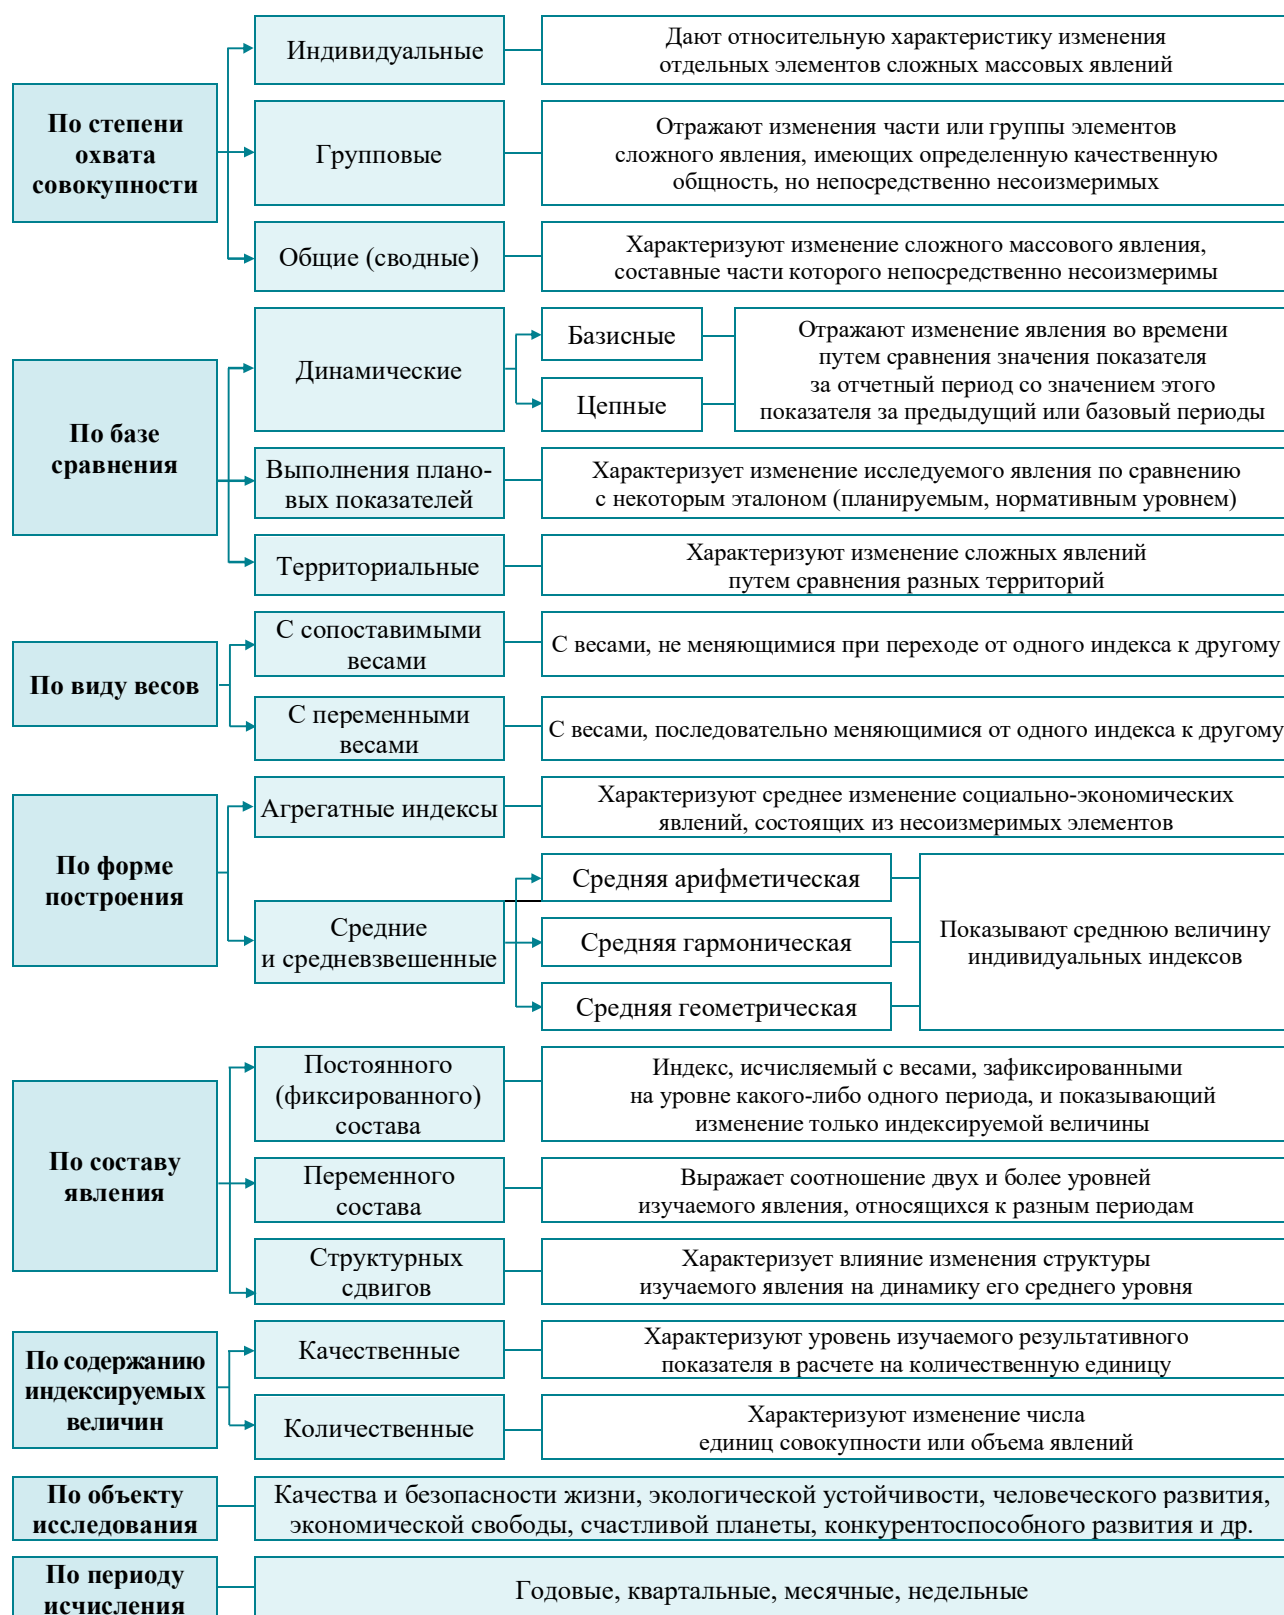 По степени
охвата
совокупности
Индивидуальные
Дают относительную характеристику изменения
отдельных элементов сложных массовых явлений
Групповые
Отражают изменения части или группы элементов
сложного явления, имеющих определенную качественную
общность, но непосредственно несоизмеримых
Общие (сводные)
Характеризуют изменение сложного массового явления,
составные части которого непосредственно несоизмеримы
По базе
сравнения
Динамические
Базисные
Цепные
Отражают изменение явления во времени
путем сравнения значения показателя
за отчетный период со значением этого
показателя за предыдущий или базовый периоды
Выполнения плано-
вых показателей
Характеризует изменение исследуемого явления по сравнению
с некоторым эталоном (планируемым, нормативным уровнем)
Территориальные
Характеризуют изменение сложных явлений
путем сравнения разных территорий
По виду весов
С сопоставимыми
весами
С весами, не меняющимися при переходе от одного индекса к другому
С переменными
весами
С весами, последовательно меняющимися от одного индекса к другому
По форме
построения
Агрегатные индексы
Характеризуют среднее изменение социально-экономических
явлений, состоящих из несоизмеримых элементов
Средние
и средневзвешенные
Средняя арифметическая
Средняя гармоническая
Средняя геометрическая
Показывают среднюю величину
индивидуальных индексов
По составу
явления
Постоянного
(фиксированного)
состава
Индекс, исчисляемый с весами, зафиксированными
на уровне какого-либо одного периода, и показывающий
изменение только индексируемой величины
Переменного
состава
Выражает соотношение двух и более уровней
изучаемого явления, относящихся к разным периодам
Структурных
сдвигов
Характеризует влияние изменения структуры
изучаемого явления на динамику его среднего уровня
По содержанию
индексируемых
величин
Качественные
Характеризуют уровень изучаемого результативного
показателя в расчете на количественную единицу
Количественные
Характеризуют изменение числа
единиц совокупности или объема явлений
По объекту
исследования
Качества и безопасности жизни, экологической устойчивости, человеческого развития,
экономической свободы, счастливой планеты, конкурентоспособного развития и др.
По периоду
исчисления
Годовые, квартальные, месячные, недельные